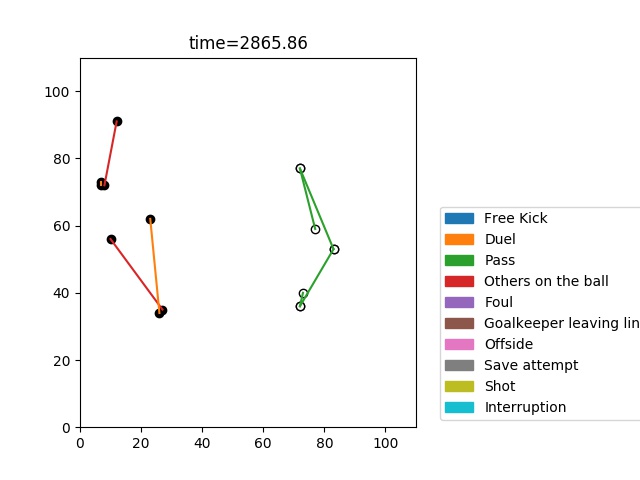 time=2865.86
100
80
60
40
20
0
0 20 40 60 80 100
Free Kick
Duel
Pass
Others on the ball
Foul
Goalkeeper leaving lin
Offside
Save attempt
Shot
Interruption